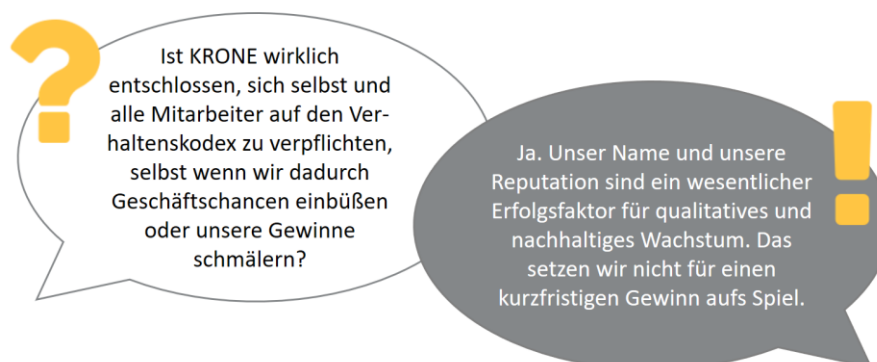 ?
Ist KRONE wirklich
entschlossen, sich selbst und
alle Mitarbeiter auf den Ver-
haltenskodex zu verpflichten,
selbst wenn wir dadurch
Geschäftschancen einbüßen
oder unsere Gewinne
schmälern?
!
Ja. Unser Name und unsere
Reputation sind ein wesentlicher
Erfolgsfaktor für qualitatives und
nachhaltiges Wachstum. Das
setzen wir nicht für einen
kurzfristigen Gewinn aufs Spiel.